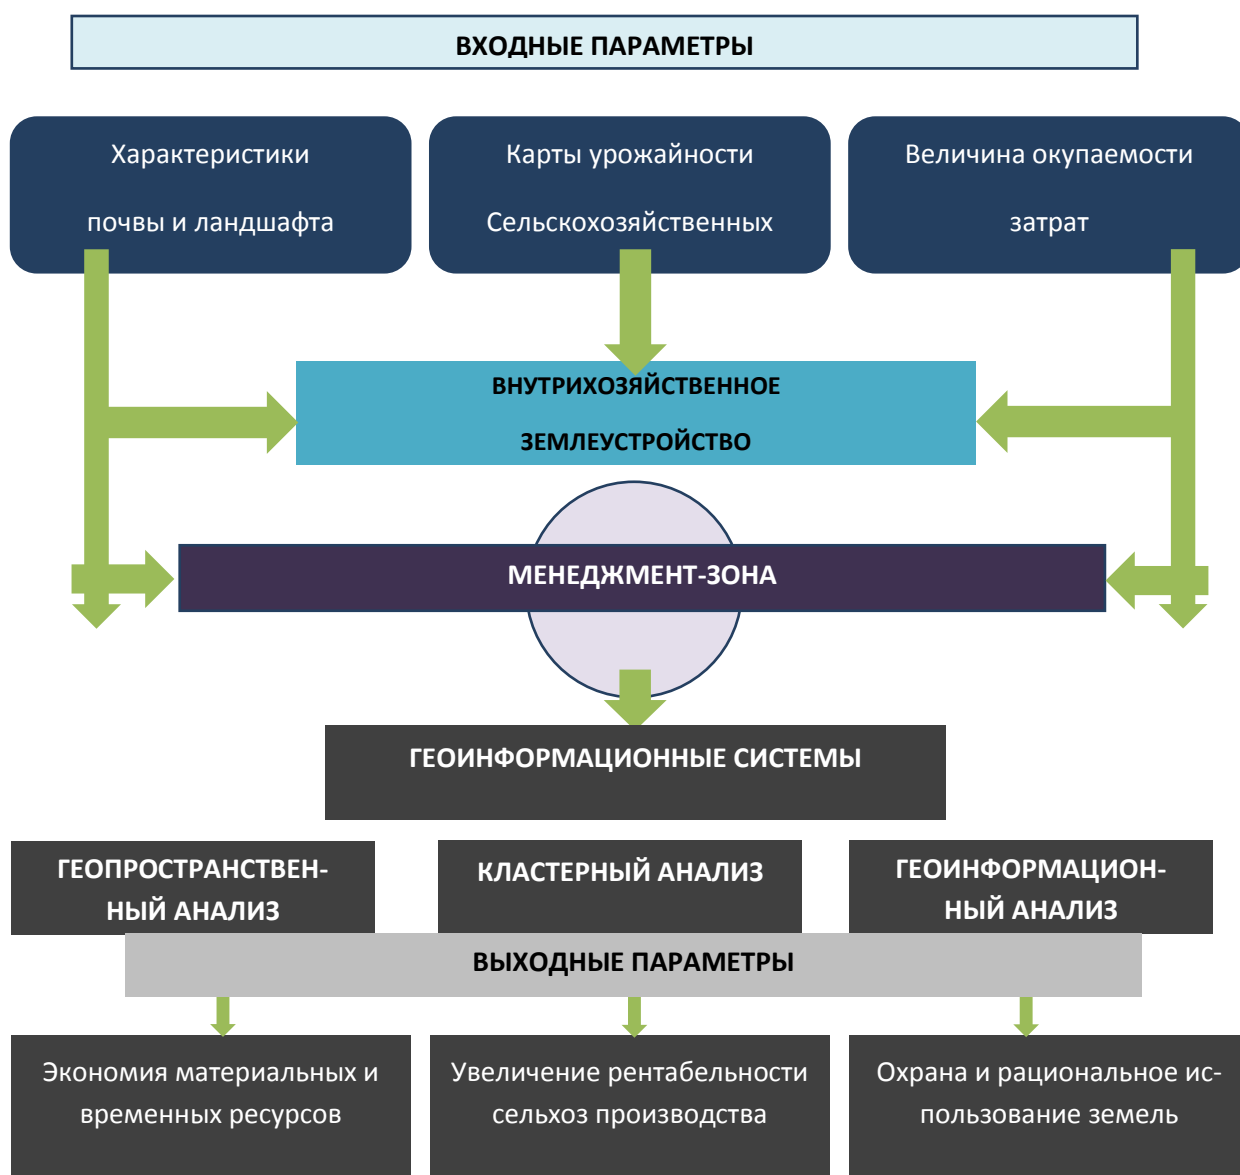 ВХОДНЫЕ ПАРАМЕТРЫ
Характеристики
почвы и ландшафта
Карты урожайности
Сельскохозяйственных
Величина окупаемости
затрат
ВНУТРИХОЗЯЙСТВЕННОЕ
ЗЕМЛЕУСТРОЙСТВО
МЕНЕДЖМЕНТ-ЗОНА
ГЕОИНФОРМАЦИОННЫЕ СИСТЕМЫ
ГЕОПРОСТРАНСТВЕН-
НЫЙ АНАЛИЗ
КЛАСТЕРНЫЙ АНАЛИЗ
ГЕОИНФОРМАЦИОН-
НЫЙ АНАЛИЗ
ВЫХОДНЫЕ ПАРАМЕТРЫ
Экономия материальных и
временных ресурсов
Увеличение рентабельности
сельхоз производства
Охрана и рациональное ис-
пользование земель